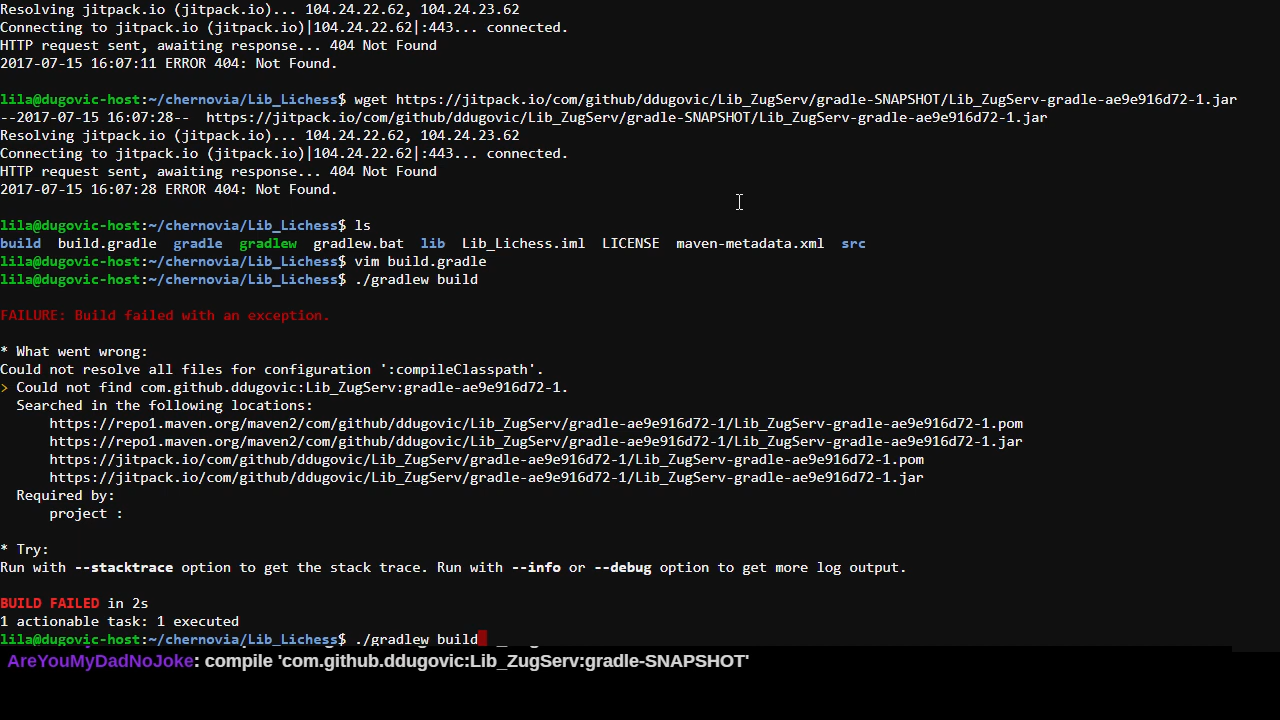 Resolving jitpack.io (jitpack.io)... 104.24.22.62, 104.24.23.62
Connecting to jitpack.io (jitpack.io)|104.24.22.62|:443... connected.
HTTP request sent, awaiting response... 404 Not Found
2017-07-15 16:07:11 ERROR 404: Not Found.
lila@dugovic-host:~/chernovia/Lib_Lichess$ wget https://jitpack.io/com/github/ddugovic/Lib_ZugServ/gradle-SNAPSHOT/Lib_ZugServ-gradle-ae9e916d72-1.jar
--2017-07-15 16:07:28--  https://jitpack.io/com/github/ddugovic/Lib_ZugServ/gradle-SNAPSHOT/Lib_ZugServ-gradle-ae9e916d72-1.jar
Resolving jitpack.io (jitpack.io)... 104.24.22.62, 104.24.23.62
Connecting to jitpack.io (jitpack.io)|104.24.22.62|:443... connected.
HTTP request sent, awaiting response... 404 Not Found
2017-07-15 16:07:28 ERROR 404: Not Found.
lila@dugovic-host:~/chernovia/Lib_Lichess$ ls
build  build.gradle  gradle  gradlew  gradlew.bat  lib  Lib_Lichess.iml  LICENSE  maven-metadata.xml  src
lila@dugovic-host:~/chernovia/Lib_Lichess$ vim build.gradle
lila@dugovic-host:~/chernovia/Lib_Lichess$ ./gradlew build
FAILURE: Build failed with an exception.
* What went wrong:
Could not resolve all files for configuration ':compileClasspath'.
> Could not find com.github.ddugovic:Lib_ZugServ:gradle-ae9e916d72-1.
Searched in the following locations:
https://repo1.maven.org/maven2/com/github/ddugovic/Lib_ZugServ/gradle-ae9e916d72-1/Lib_ZugServ-gradle-ae9e916d72-1.pom
https://repo1.maven.org/maven2/com/github/ddugovic/Lib_ZugServ/gradle-ae9e916d72-1/Lib_ZugServ-gradle-ae9e916d72-1.jar
https://jitpack.io/com/github/ddugovic/Lib_ZugServ/gradle-ae9e916d72-1/Lib_ZugServ-gradle-ae9e916d72-1.pom
https://jitpack.io/com/github/ddugovic/Lib_ZugServ/gradle-ae9e916d72-1/Lib_ZugServ-gradle-ae9e916d72-1.jar
Required by:
project :
* Try:
Run with --stacktrace option to get the stack trace. Run with --info or --debug option to get more log output.
BUILD FAILED in 2s
1 actionable task: 1 executed
lila@dugovic-host:~/chernovia/Lib_Lichess$ ./gradlew build
AreYouMyDadNoJoke: compile 'com.github.ddugovic:Lib_ZugServ:gradle-SNAPSHOT'